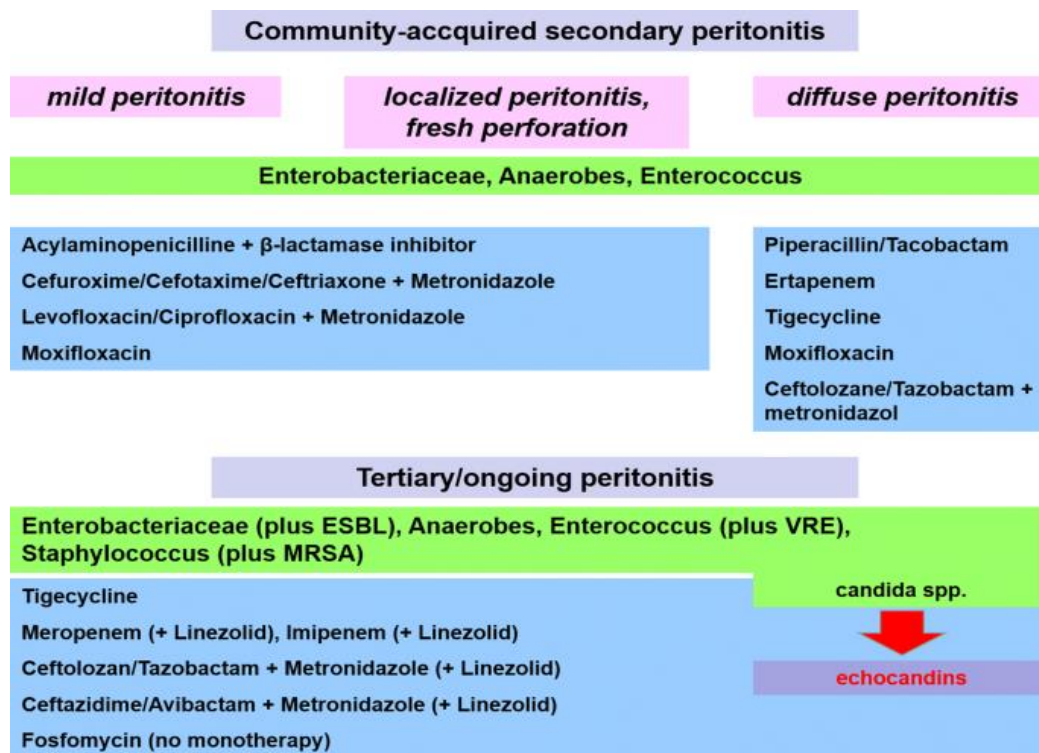 Community-accquired secondary peritonitis
mild peritonitis
localized peritonitis,
fresh perforation
diffuse peritonitis
Enterobacteriaceae, Anaerobes, Enterococcus
Acylaminopenicilline + β-lactamase inhibitor
Cefuroxime/Cefotaxime/Ceftriaxone + Metronidazole
Levofloxacin/Ciprofloxacin + Metronidazole
Moxifloxacin
Piperacillin/Tacobactam
Ertapenem
Tigecycline
Moxifloxacin
Ceftolozane/Tazobactam +
metronidazol
Tertiary/ongoing peritonitis
Enterobacteriaceae (plus ESBL), Anaerobes, Enterococcus (plus VRE),
Staphylococcus (plus MRSA)
Tigecycline
Meropenem (+ Linezolid), Imipenem (+ Linezolid)
Ceftolozan/Tazobactam + Metronidazole (+ Linezolid)
Ceftazidime/Avibactam + Metronidazole (+ Linezolid)
Fosfomycin (no monotherapy)
candida spp.
echocandins